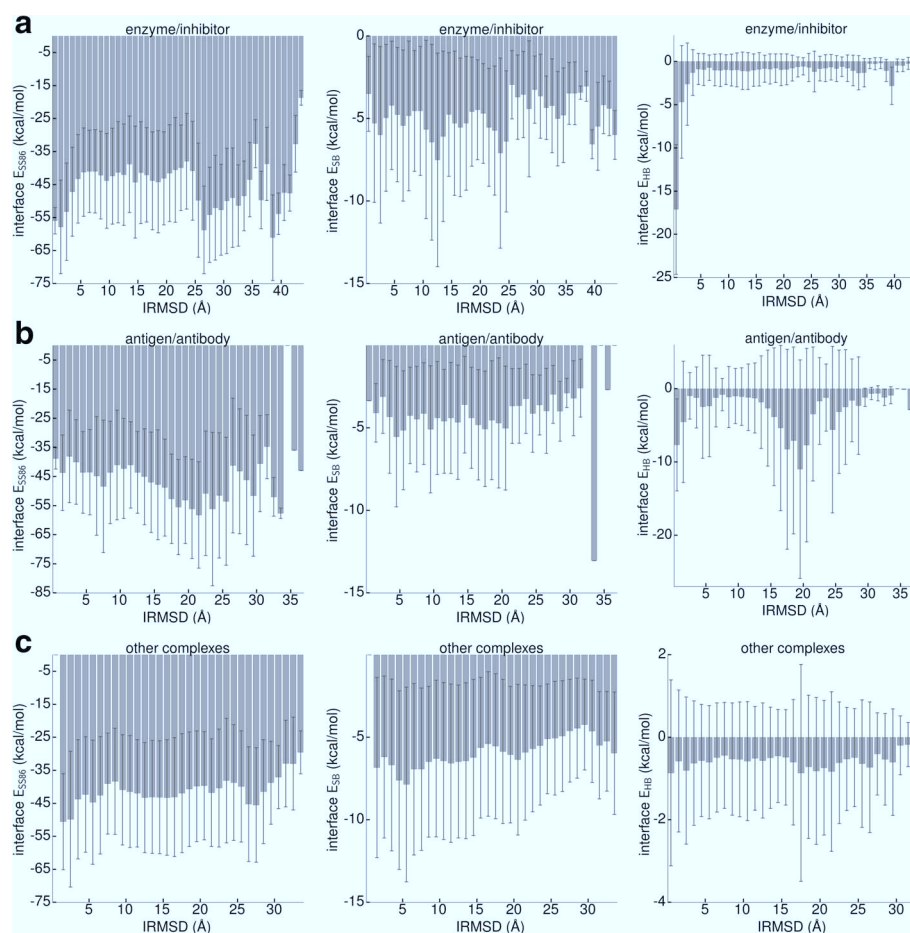 a
enzyme/inhibitor
interface E_SS86 (kcal/mol)
-5
-15
-25
-35
-45
-55
-65
-75
5 10 15 20 25 30 35 40
IRMSD (Å)
enzyme/inhibitor
interface E_SB (kcal/mol)
0
-5
-10
-15
5 10 15 20 25 30 35 40
IRMSD (Å)
enzyme/inhibitor
interface E_HB (kcal/mol)
0
-5
-10
-15
-20
-25
5 10 15 20 25 30 35 40
IRMSD (Å)
b
antigen/antibody
interface E_SS86 (kcal/mol)
-5
-15
-25
-35
-45
-55
-65
-75
-85
5 10 15 20 25 30 35
IRMSD (Å)
antigen/antibody
interface E_SB (kcal/mol)
-5
-10
-15
5 10 15 20 25 30 35
IRMSD (Å)
antigen/antibody
interface E_HB (kcal/mol)
0
-10
-20
5 10 15 20 25 30 35
IRMSD (Å)
c
other complexes
interface E_SS86 (kcal/mol)
-5
-15
-25
-35
-45
-55
-65
-75
5 10 15 20 25 30
IRMSD (Å)
other complexes
interface E_SB (kcal/mol)
-5
-10
-15
5 10 15 20 25 30
IRMSD (Å)
other complexes
interface E_HB (kcal/mol)
2
0
-2
-4
5 10 15 20 25 30
IRMSD (Å)